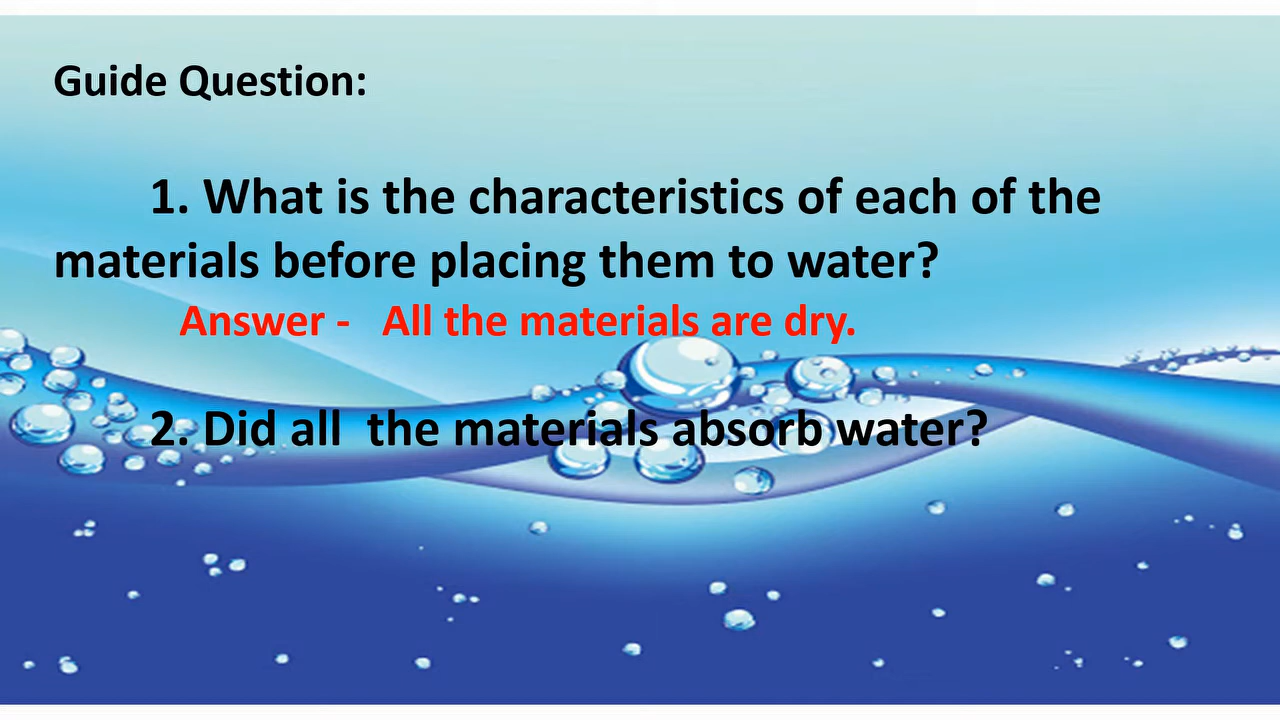 Guide Question:
1. What is the characteristics of each of the
materials before placing them to water?
Answer - All the materials are dry.
2. Did all the materials absorb water?